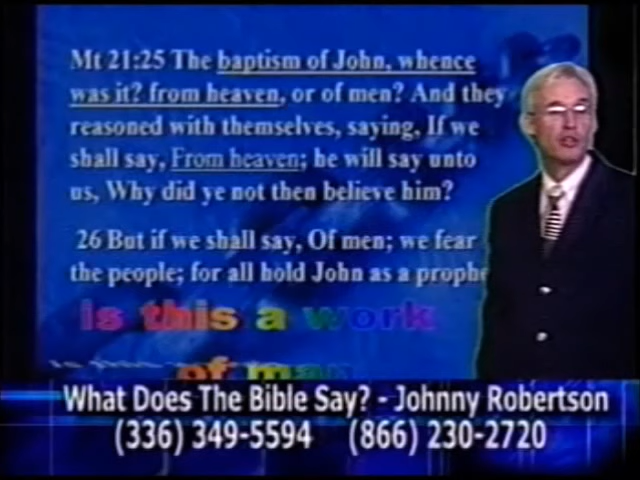 Mt 21:25 The baptism of John, whence
was it? from heaven, or of men? And they
reasoned with themselves, saying, If we
shall say, From heaven; he will say unto
us, Why did ye not then believe him?
26 But if we shall say, Of men; we fear
the people; for all hold John as a prophe
is this a work
of man
What Does The Bible Say? - Johnny Robertson
(336) 349-5594 (866) 230-2720